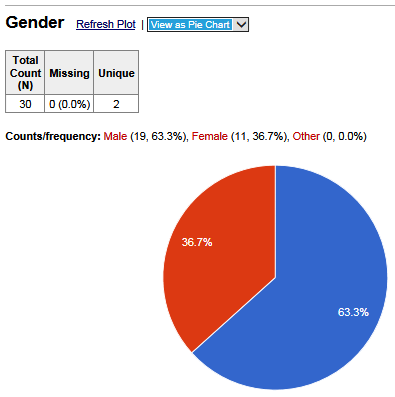 Gender Refresh Plot | View as Pie Chart
Total Count (N) Missing Unique
30 0 (0.0%) 2
Counts/frequency: Male (19, 63.3%), Female (11, 36.7%), Other (0, 0.0%)
36.7%
63.3%